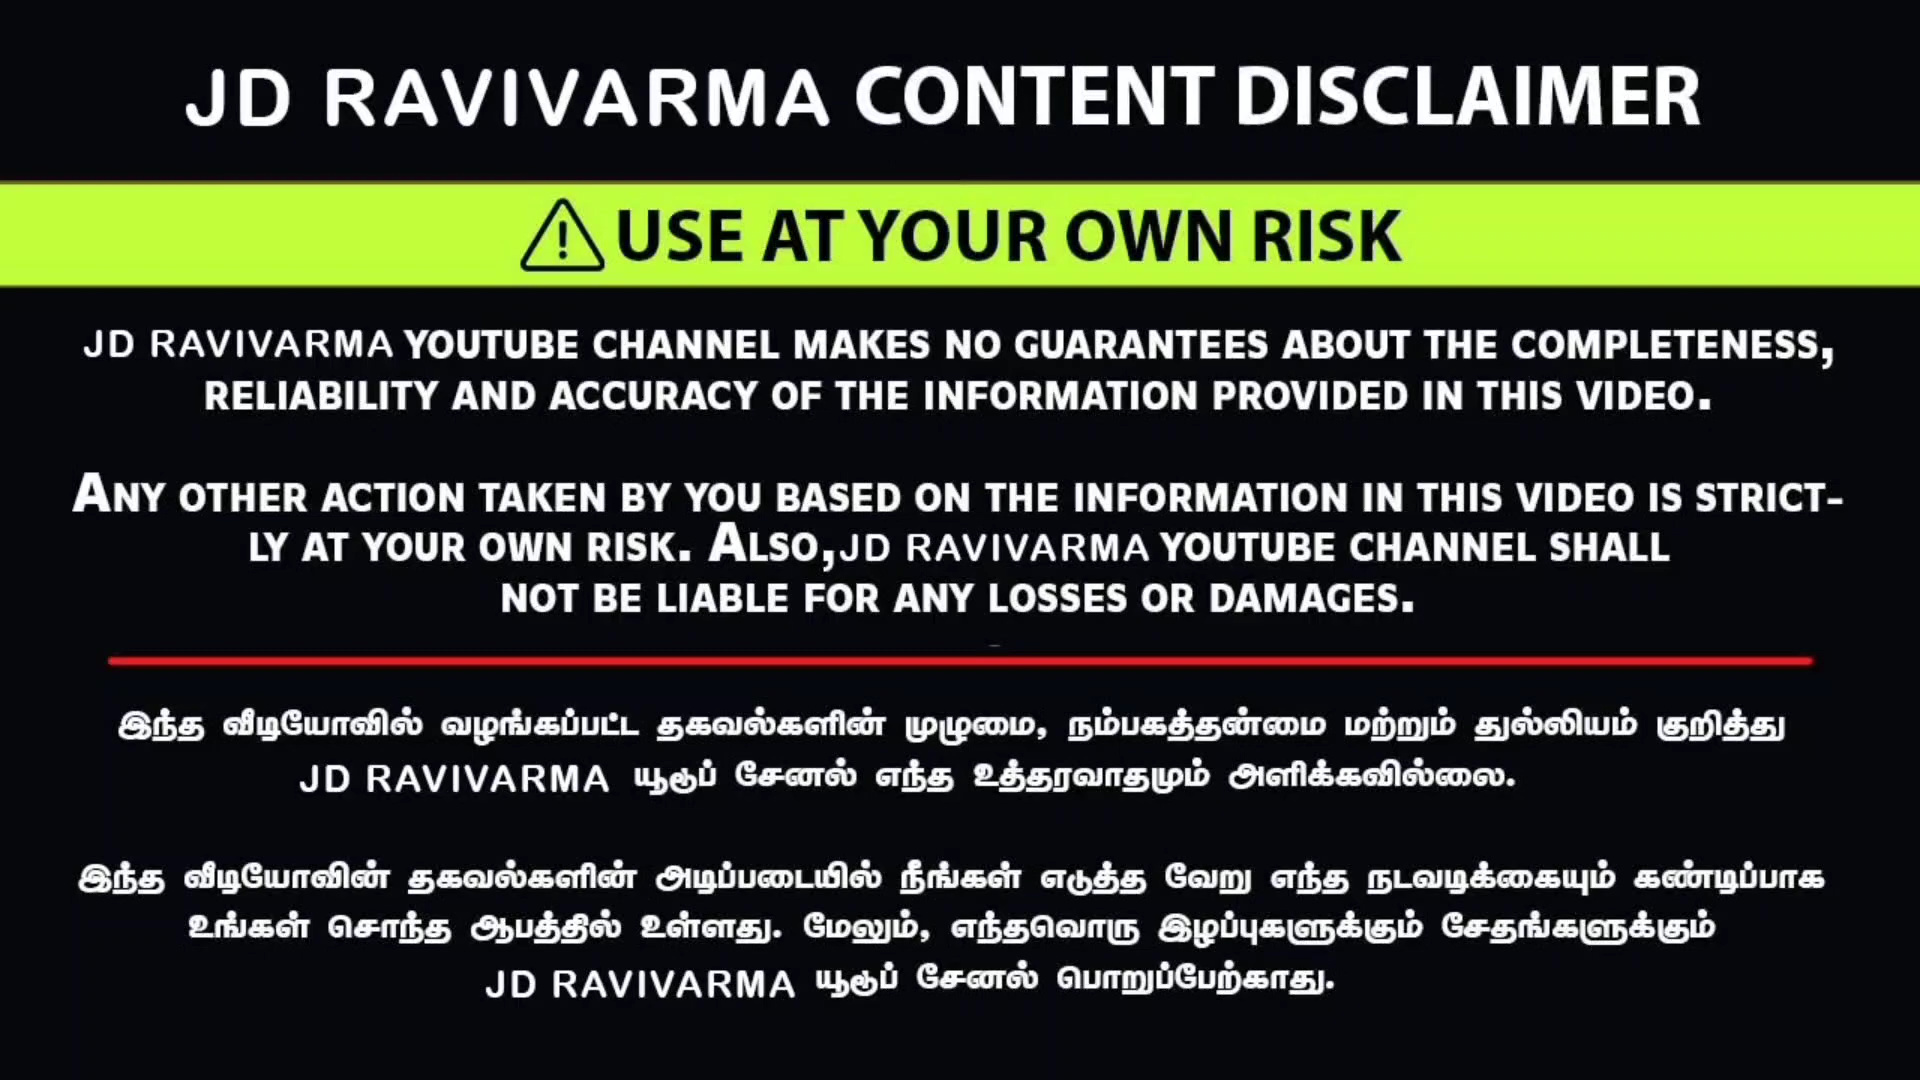 JD RAVIVARMA CONTENT DISCLAIMER
USE AT YOUR OWN RISK
JD RAVIVARMA YOUTUBE CHANNEL MAKES NO GUARANTEES ABOUT THE COMPLETENESS,
RELIABILITY AND ACCURACY OF THE INFORMATION PROVIDED IN THIS VIDEO.
ANY OTHER ACTION TAKEN BY YOU BASED ON THE INFORMATION IN THIS VIDEO IS STRICT-
LY AT YOUR OWN RISK. ALSO,JD RAVIVARMA YOUTUBE CHANNEL SHALL
NOT BE LIABLE FOR ANY LOSSES OR DAMAGES.
இந்த வீடியோவில் வழங்கப்பட்ட தகவல்களின் முழுமை, நம்பகத்தன்மை மற்றும் துல்லியம் குறித்து
JD RAVIVARMA யூடூப் சேனல் எந்த உத்தரவாதமும் அளிக்கவில்லை.
இந்த வீடியோவின் தகவல்களின் அடிப்படையில் நீங்கள் எடுத்த வேறு எந்த நடவடிக்கையும் கண்டிப்பாக
உங்கள் சொந்த ஆபத்தில் உள்ளது. மேலும், எந்தவொரு இழப்புகளுக்கும் சேதங்களுக்கும்
JD RAVIVARMA யூடூப் சேனல் பொறுப்பேற்காது.